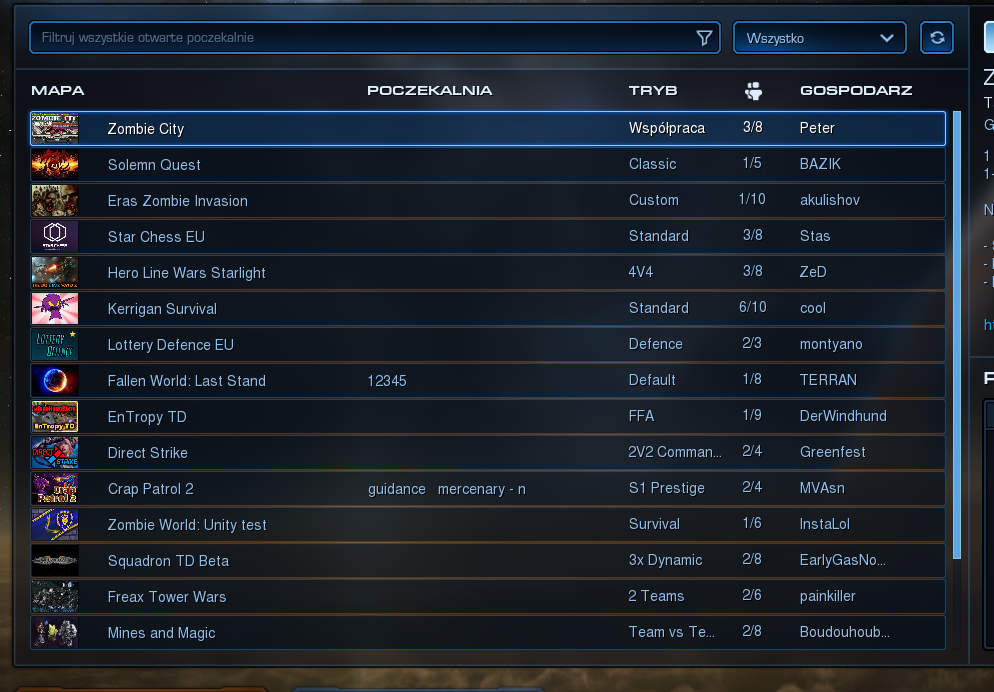 Filtruj wszystkie otwarte poczekalnie
Wszystko
MAPA POCZEKALNIA TRYB GOSPODARZ
Zombie City Współpraca 3/8 Peter
Solemn Quest Classic 1/5 BAZIK
Eras Zombie Invasion Custom 1/10 akulishov
Star Chess EU Standard 3/8 Stas
Hero Line Wars Starlight 4V4 3/8 ZeD
Kerrigan Survival Standard 6/10 cool
Lottery Defence EU Defence 2/3 montyano
Fallen World: Last Stand 12345 Default 1/8 TERRAN
EnTropy TD FFA 1/9 DerWindhund
Direct Strike 2V2 Comman... 2/4 Greenfest
Crap Patrol 2 guidance mercenary - n S1 Prestige 2/4 MVAsn
Zombie World: Unity test Survival 1/6 InstaLol
Squadron TD Beta 3x Dynamic 2/8 EarlyGasNo...
Freax Tower Wars 2 Teams 2/6 painkiller
Mines and Magic Team vs Te... 2/8 Boudouhoub...